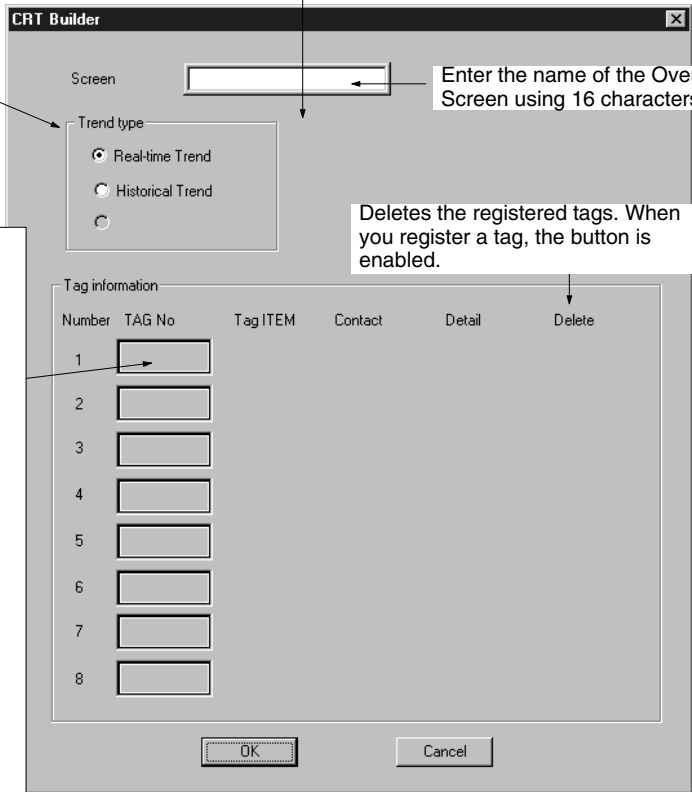 CRT Builder
Screen
Enter the name of the Over
Screen using 16 characters
Trend type
Real-time Trend
Historical Trend
Deletes the registered tags. When
you register a tag, the button is
enabled.
Tag information
Number TAG No Tag ITEM Contact Detail Delete
1
2
3
4
5
6
7
8
OK Cancel